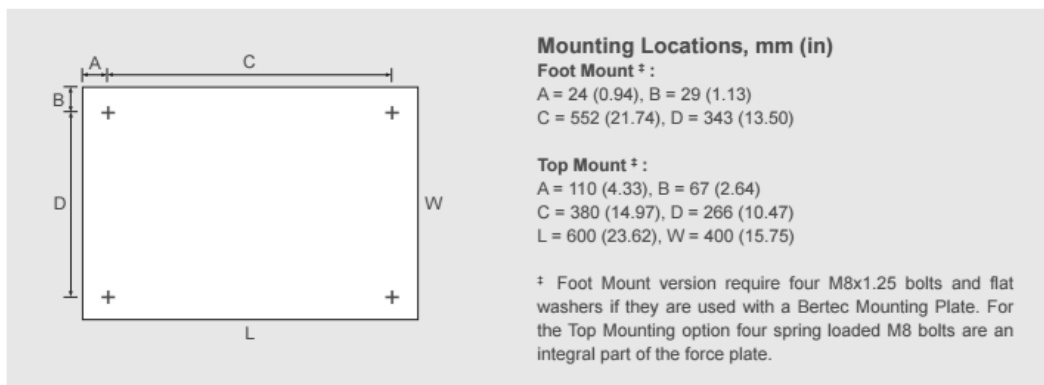 Mounting Locations, mm (in)
Foot Mount ‡ :
A = 24 (0.94), B = 29 (1.13)
C = 552 (21.74), D = 343 (13.50)
Top Mount ‡ :
A = 110 (4.33), B = 67 (2.64)
C = 380 (14.97), D = 266 (10.47)
L = 600 (23.62), W = 400 (15.75)
‡ Foot Mount version require four M8x1.25 bolts and flat
washers if they are used with a Bertec Mounting Plate. For
the Top Mounting option four spring loaded M8 bolts are an
integral part of the force plate.
A
C
B
D
W
L